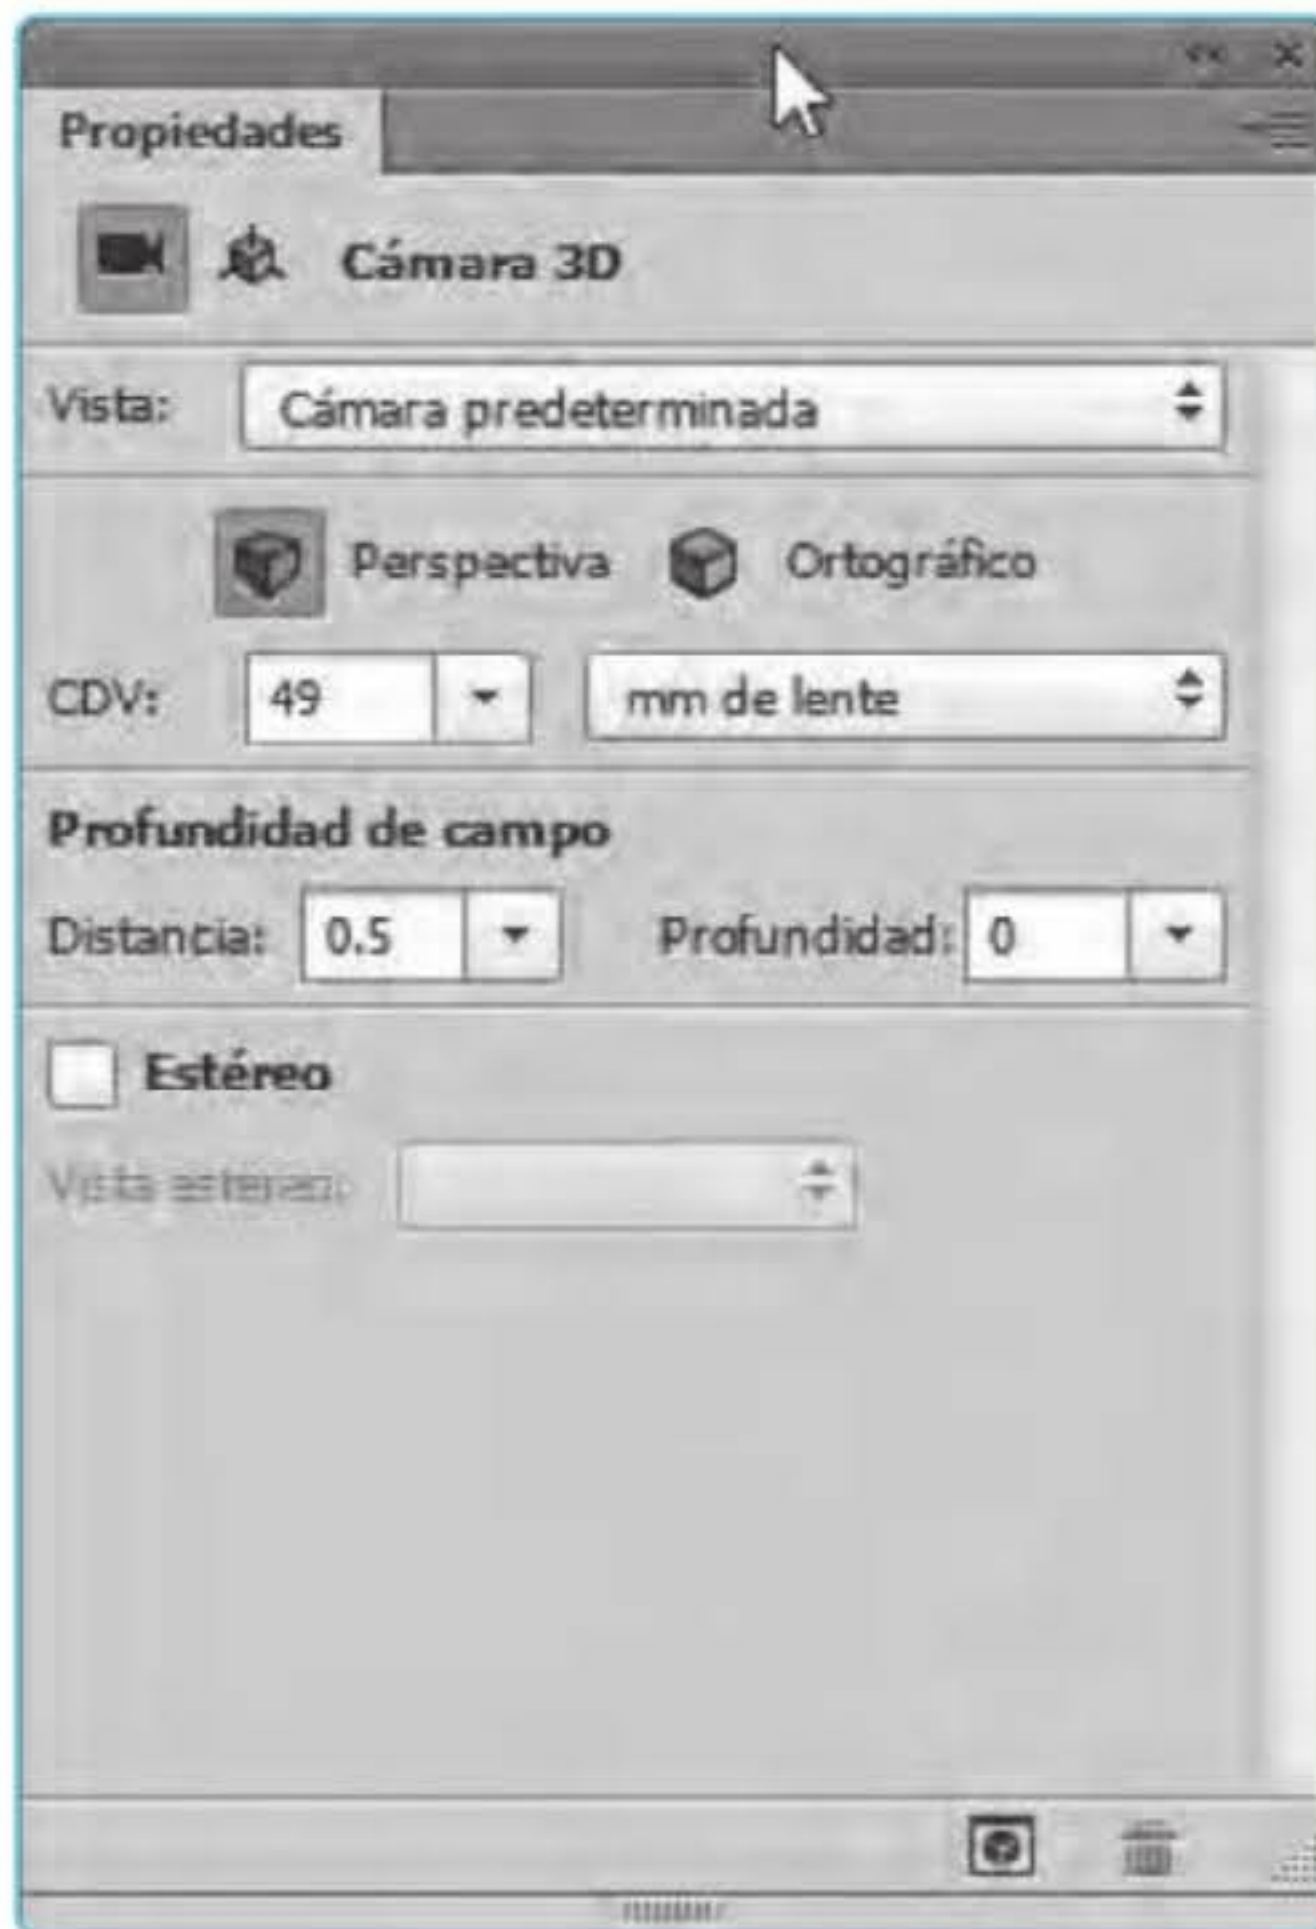 Propiedades
Cámara 3D
Vista: Cámara predeterminada
Perspectiva Ortográfico
CDV: 49 mm de lente
Profundidad de campo
Distancia: 0.5 Profundidad: 0
Estéreo
Vista